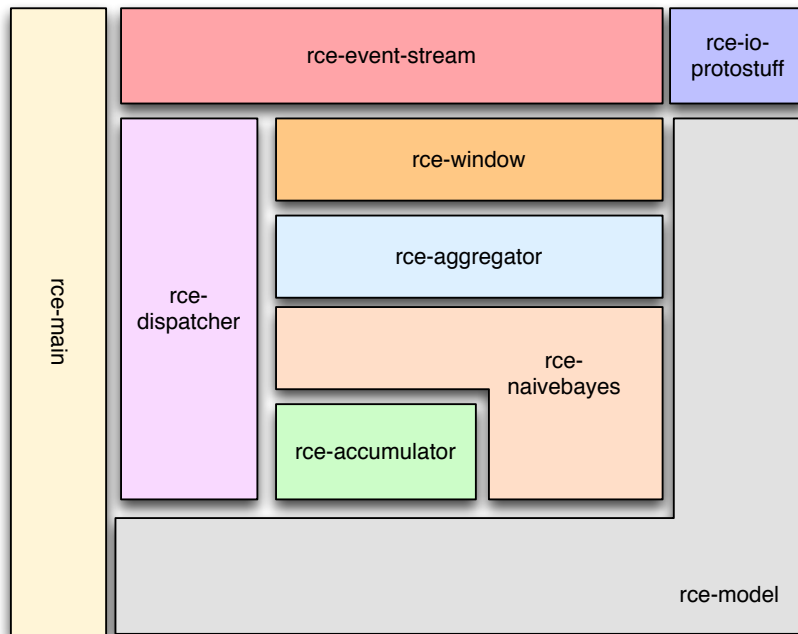 rce-event-stream
rce-io-
protostuff
rce-window
rce-aggregator
rce-main
rce-
dispatcher
rce-
naivebayes
rce-accumulator
rce-model